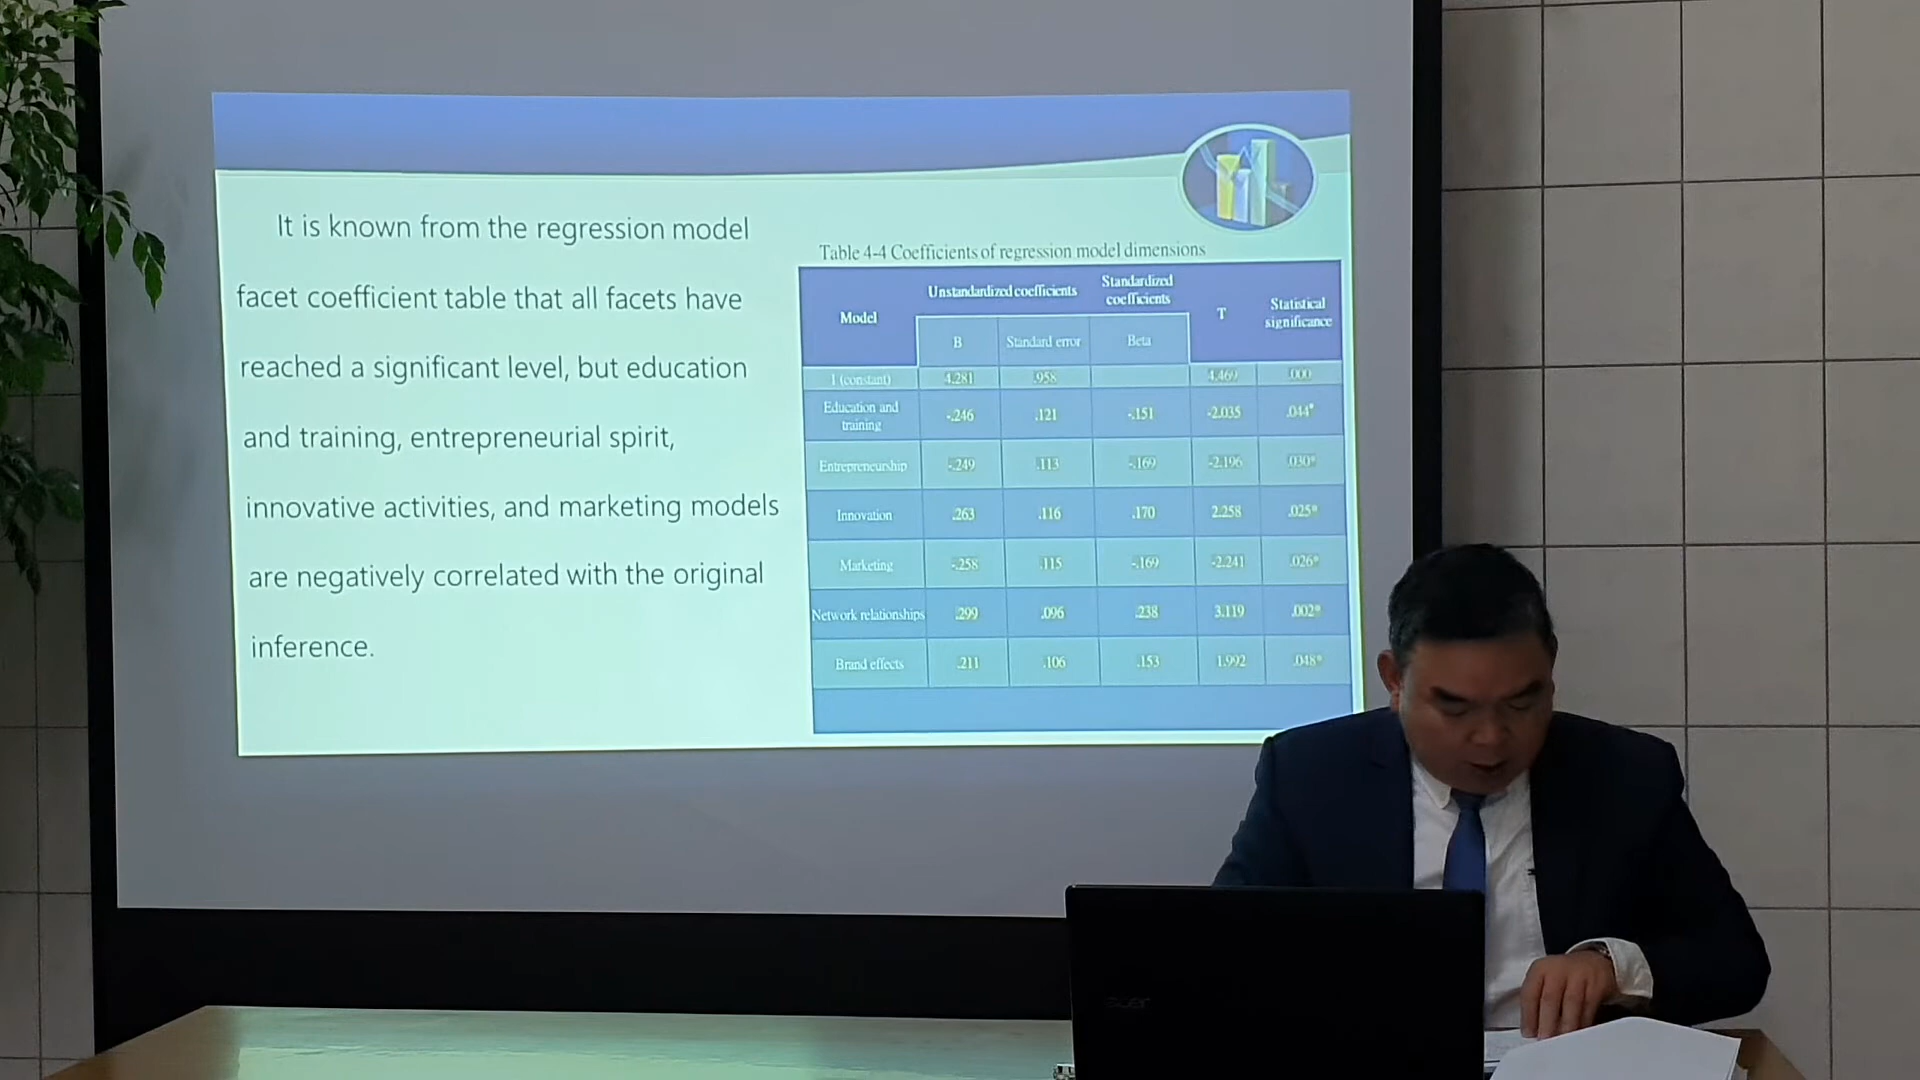 It is known from the regression model
facet coefficient table that all facets have
reached a significant level, but education
and training, entrepreneurial spirit,
innovative activities, and marketing models
are negatively correlated with the original
inference.
Table 4-4 Coefficients of regression model dimensions
Model Unstandardized coefficients Standardized coefficients T Statistical significance
B Standard error Beta
1 (constant) 4.281 .958 4.469 .000
Education and training -.246 .121 -.151 -2.035 .044*
Entrepreneurship -.249 .113 -.169 -2.196 .030*
Innovation .263 .116 .170 2.258 .025*
Marketing -.258 .115 -.169 -2.241 .026*
Network relationships .299 .096 .238 3.119 .002*
Brand effects .211 .106 .153 1.992 .048*
acer